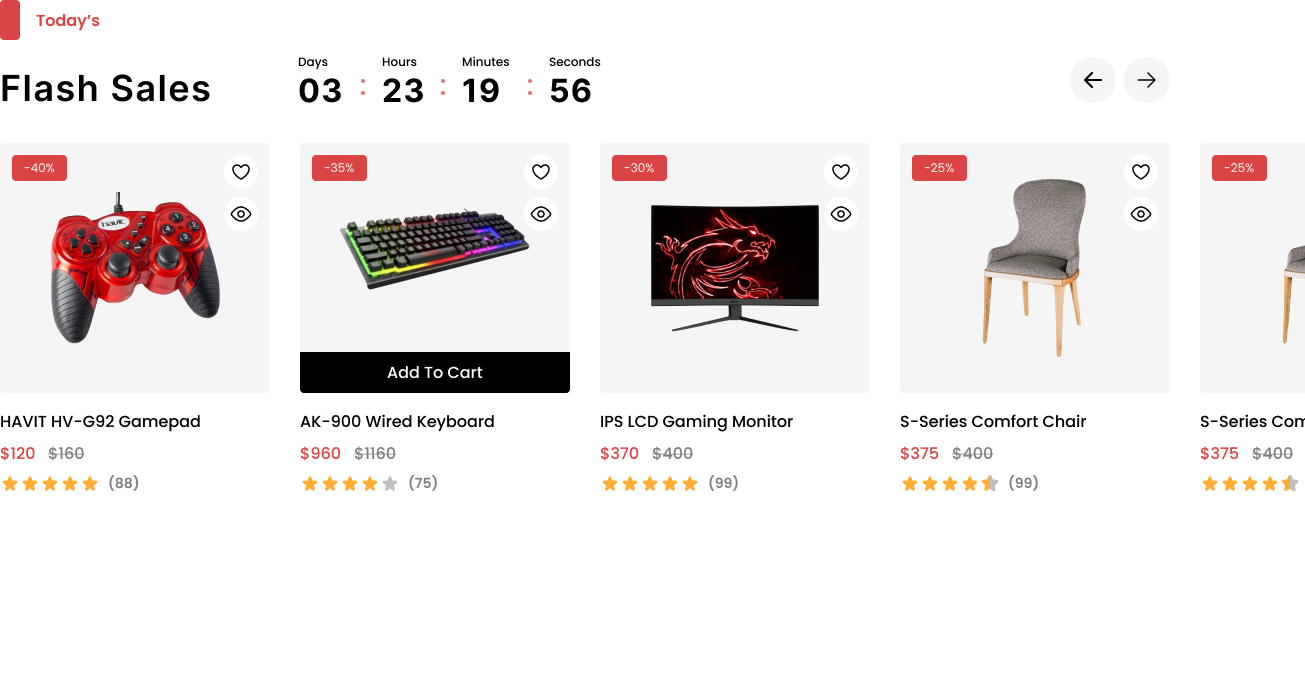 Today's
Flash Sales
Days Hours Minutes Seconds
03 : 23 : 19 : 56
-40%
havit
-35%
-30%
-25%
-25%
Add To Cart
HAVIT HV-G92 Gamepad
$120 $160
(88)
AK-900 Wired Keyboard
$960 $1160
(75)
IPS LCD Gaming Monitor
$370 $400
(99)
S-Series Comfort Chair
$375 $400
(99)
S-Series Com
$375 $400